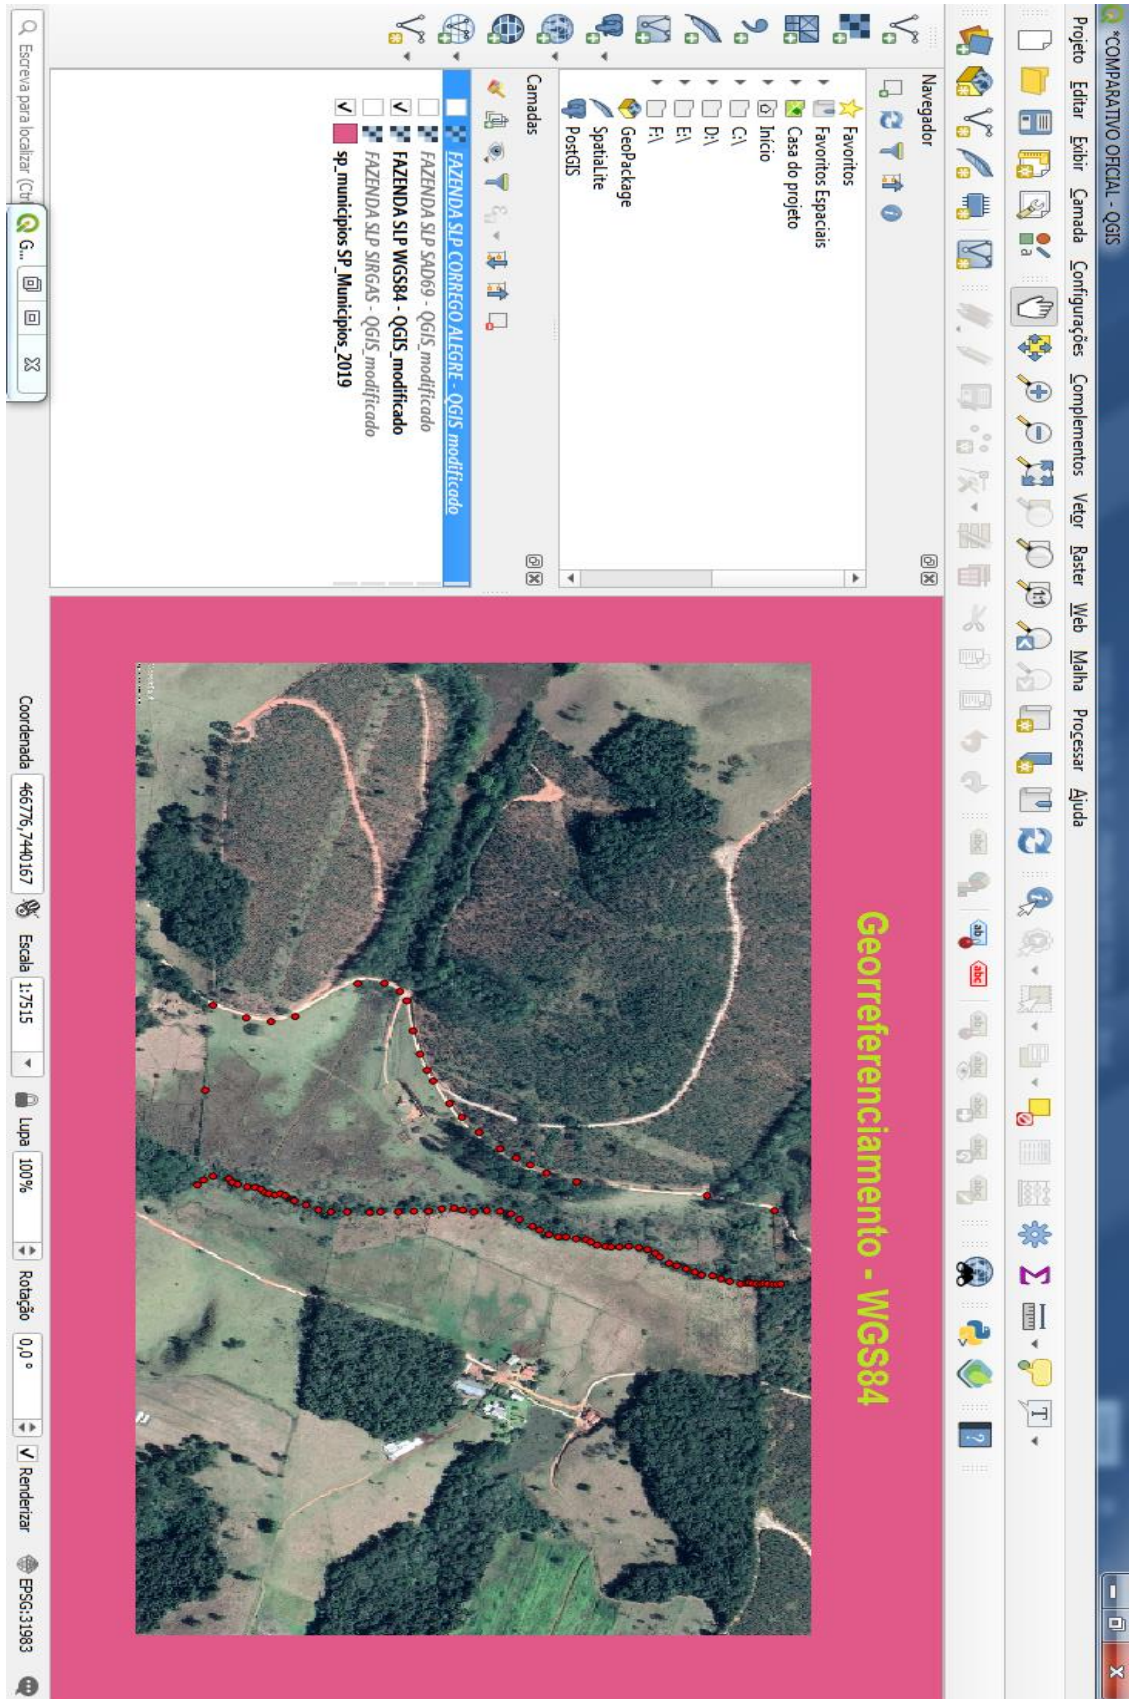 *COMPARATIVO OFICIAL - QGIS
Projeto Editar Exibir Camada Configurações Complementos Vetor Raster Web Malha Processar Ajuda
Navegador
Favoritos
Favoritos Espaciais
Casa do projeto
Início
C:\
D:\
E:\
F:\
GeoPackage
SpatiaLite
PostGIS
Camadas
FAZENDA SLP CORREGO ALEGRE - QGIS_modificado
FAZENDA SLP SAD69 - QGIS_modificado
FAZENDA SLP WGS84 - QGIS_modificado
FAZENDA SLP SIRGAS - QGIS_modificado
sp_municipios SP_Municipios_2019
Georreferenciamento - WGS84
Escreva para localizar (Ctr
G...
Coordenada 466776,7440167 Escala 1:7515 Lupa 100% Rotação 0,0 ° Renderizar EPSG:31983